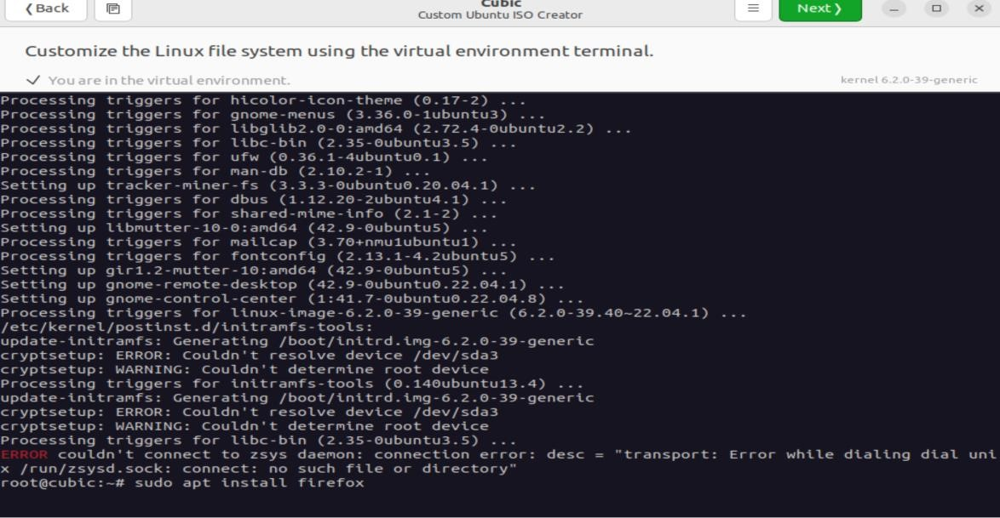 Back
Cubic
Custom Ubuntu ISO Creator
Next
Customize the Linux file system using the virtual environment terminal.
You are in the virtual environment.
kernel 6.2.0-39-generic
Processing triggers for hicolor-icon-theme (0.17-2) ...
Processing triggers for gnome-menus (3.36.0-1ubuntu3) ...
Processing triggers for libglib2.0-0:amd64 (2.72.4-0ubuntu2.2) ...
Processing triggers for libc-bin (2.35-0ubuntu3.5) ...
Processing triggers for ufw (0.36.1-4ubuntu0.1) ...
Processing triggers for man-db (2.10.2-1) ...
Setting up tracker-miner-fs (3.3.3-0ubuntu0.20.04.1) ...
Processing triggers for dbus (1.12.20-2ubuntu4.1) ...
Processing triggers for shared-mime-info (2.1-2) ...
Setting up libmutter-10-0:amd64 (42.9-0ubuntu5) ...
Processing triggers for mailcap (3.70+nmu1ubuntu1) ...
Processing triggers for fontconfig (2.13.1-4.2ubuntu5) ...
Setting up gir1.2-mutter-10:amd64 (42.9-0ubuntu5) ...
Setting up gnome-remote-desktop (42.9-0ubuntu0.22.04.1) ...
Setting up gnome-control-center (1:41.7-0ubuntu0.22.04.8) ...
Processing triggers for linux-image-6.2.0-39-generic (6.2.0-39.40~22.04.1) ...
/etc/kernel/postinst.d/initramfs-tools:
update-initramfs: Generating /boot/initrd.img-6.2.0-39-generic
cryptsetup: ERROR: Couldn't resolve device /dev/sda3
cryptsetup: WARNING: Couldn't determine root device
Processing triggers for initramfs-tools (0.140ubuntu13.4) ...
update-initramfs: Generating /boot/initrd.img-6.2.0-39-generic
cryptsetup: ERROR: Couldn't resolve device /dev/sda3
cryptsetup: WARNING: Couldn't determine root device
Processing triggers for libc-bin (2.35-0ubuntu3.5) ...
ERROR couldn't connect to zsys daemon: connection error: desc = "transport: Error while dialing dial uni
x /run/zsysd.sock: connect: no such file or directory"
root@cubic:~# sudo apt install firefox